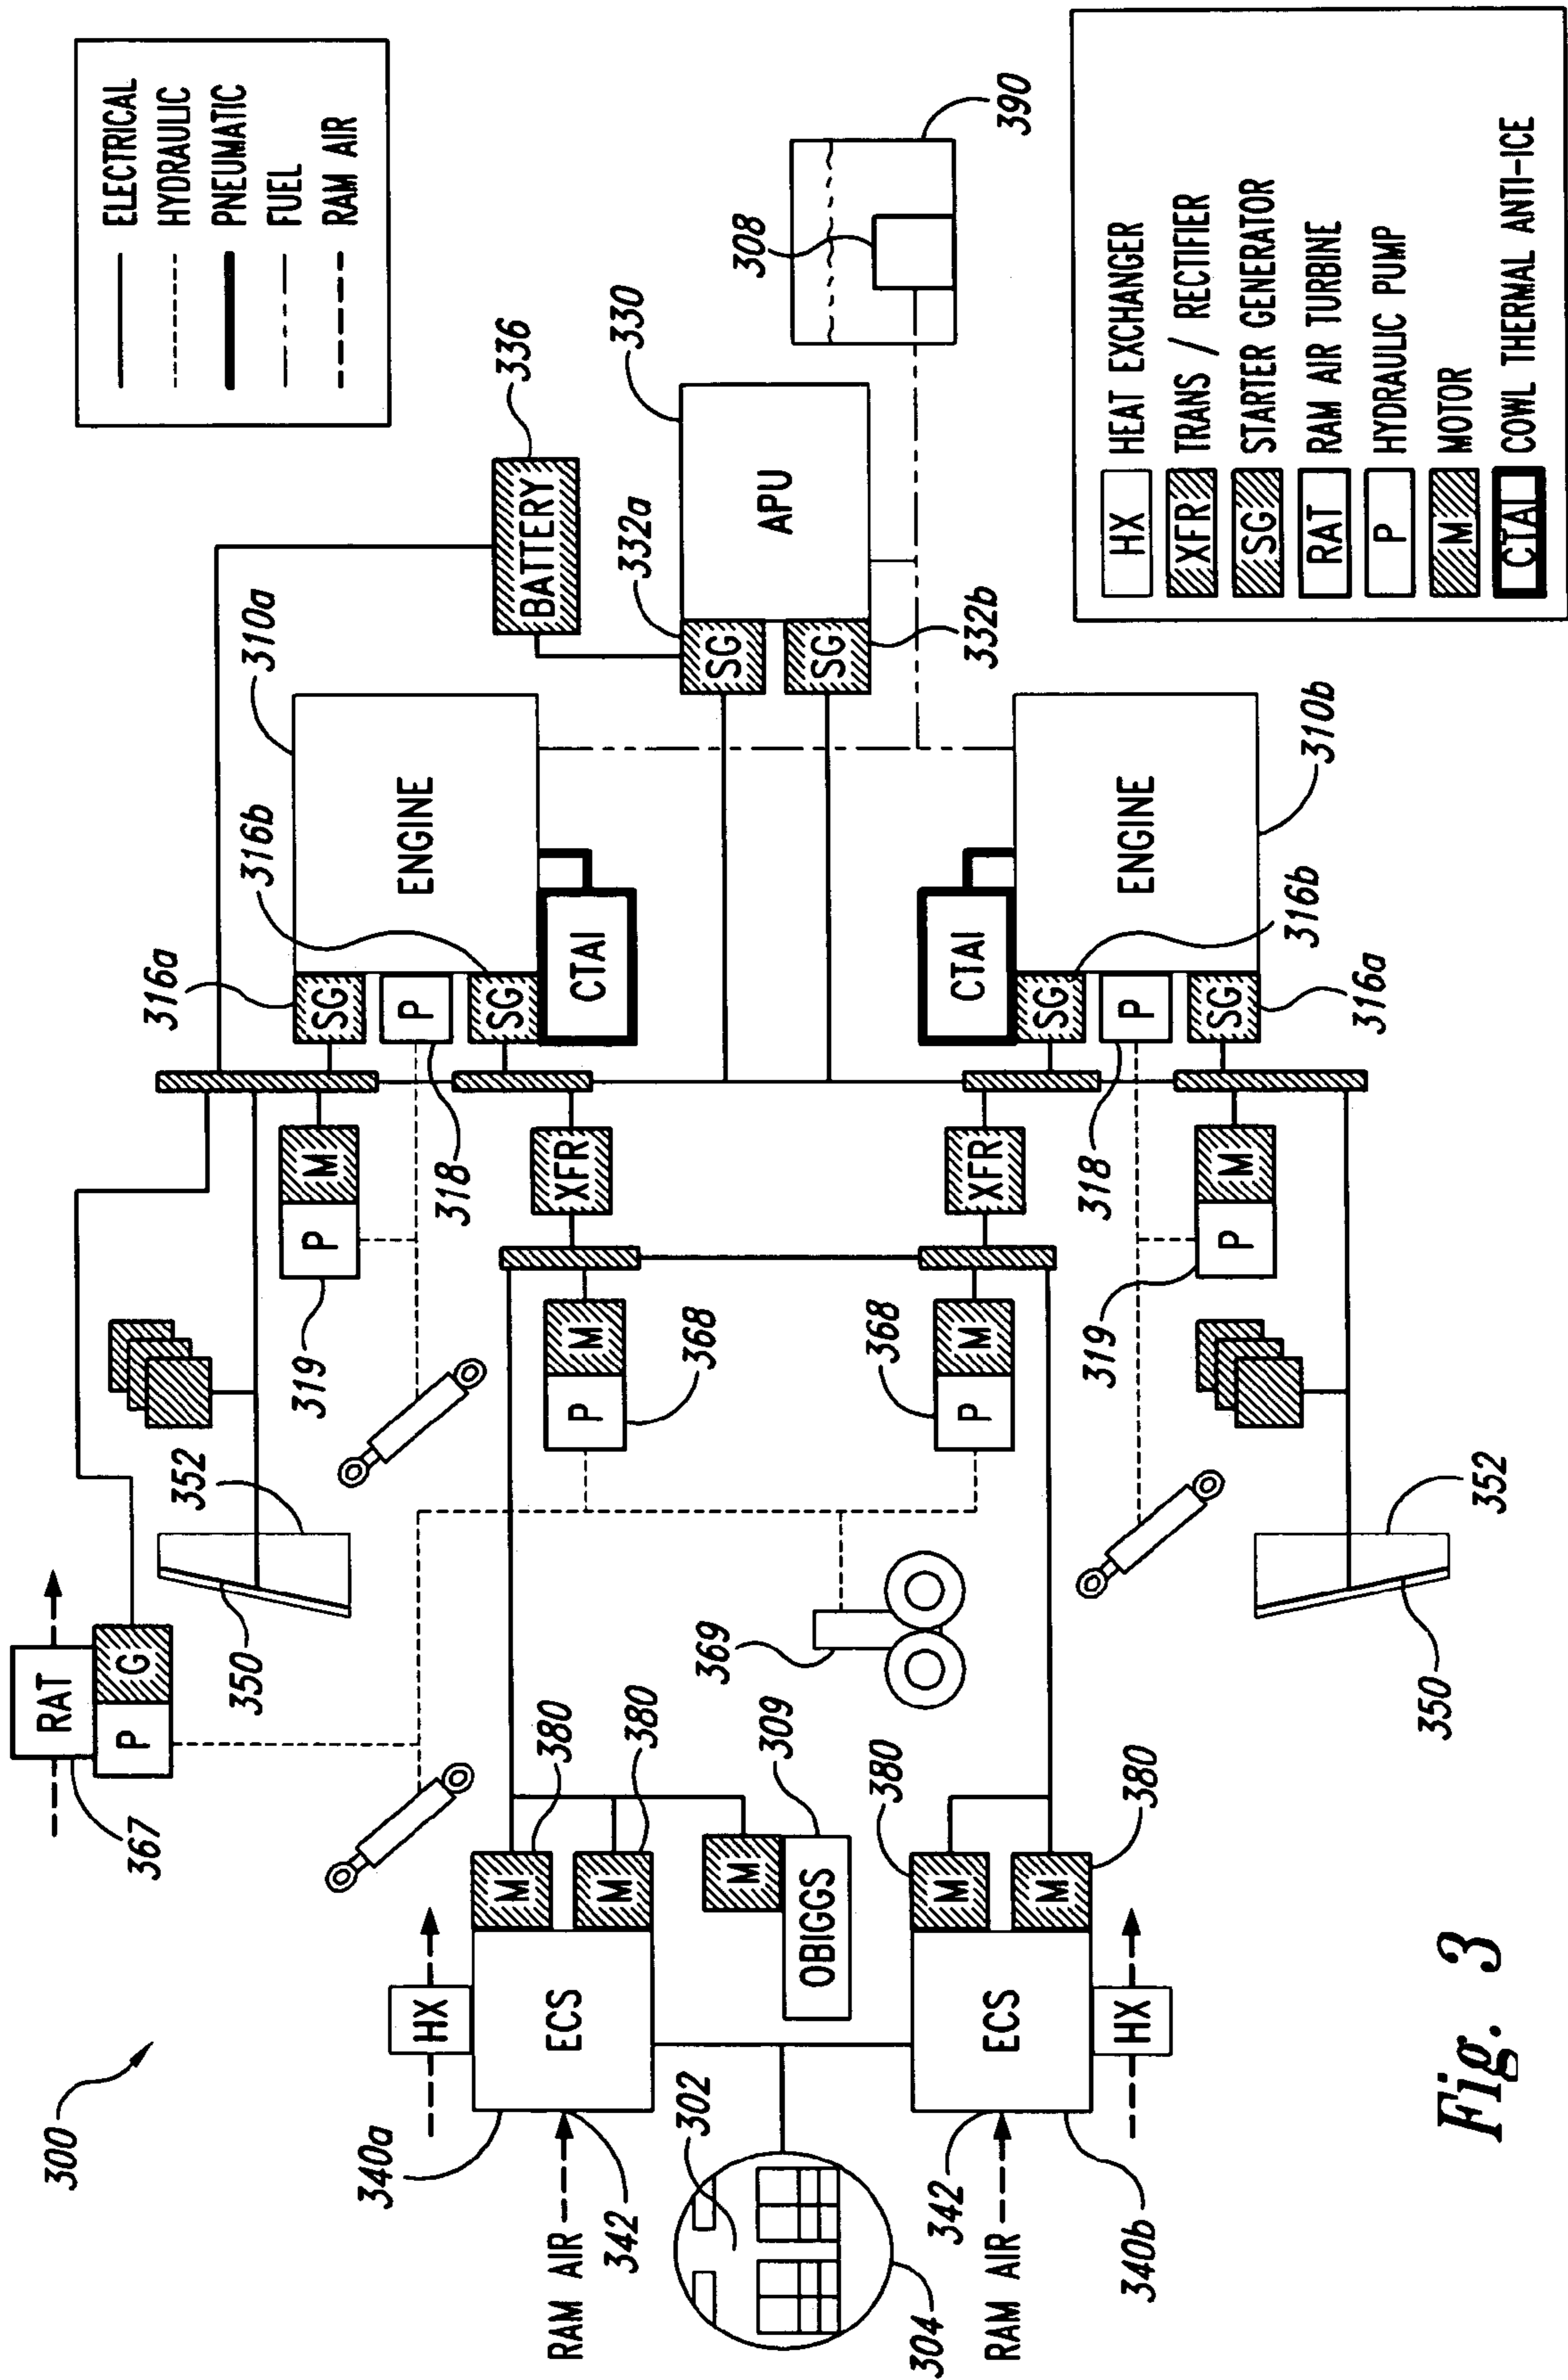 300
RAM AIR
342
340a
HX
ECS
M
380
M
380
302
304
M
OBIGGS
309
RAM AIR
342
340b
HX
ECS
M
380
M
380
367
RAT
P
G
350
352
369
P
M
368
P
M
368
P
M
319
P
M
319
350
352
XFR
XFR
316a
SG
P
318
SG
316b
ENGINE
310a
CTAI
CTAI
SG
316b
P
318
SG
316a
ENGINE
310b
BATTERY
336
SG
332a
SG
332b
APU
330
308
390
ELECTRICAL
HYDRAULIC
PNEUMATIC
FUEL
RAM AIR
HX HEAT EXCHANGER
XFR TRANS / RECTIFIER
SG STARTER GENERATOR
RAT RAM AIR TURBINE
P HYDRAULIC PUMP
M MOTOR
CTAI COWL THERMAL ANTI-ICE
Fig. 3